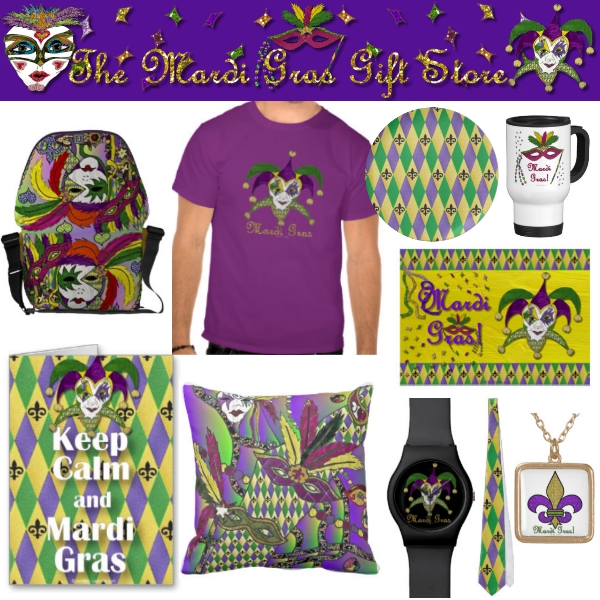 The Mardi Gras Gift Store
Mardi Gras
Mardi
Gras!
Mardi
Gras!
Keep
Calm
and
Mardi
Gras
Mardi Gras
Mardi Gras!